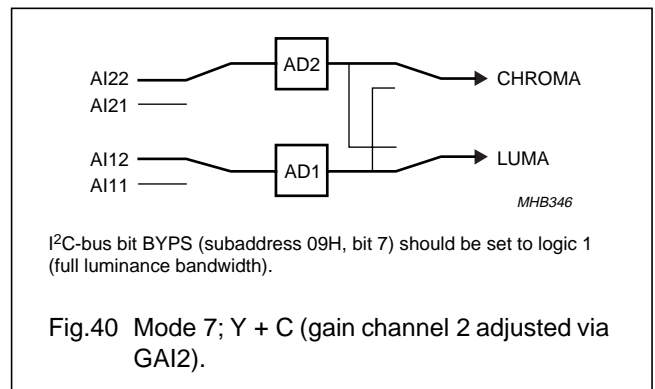 AI22
AI21
AD2
CHROMA
AI12
AI11
AD1
LUMA
MHB346
I²C-bus bit BYPS (subaddress 09H, bit 7) should be set to logic 1
(full luminance bandwidth).
Fig.40 Mode 7; Y + C (gain channel 2 adjusted via
GAI2).